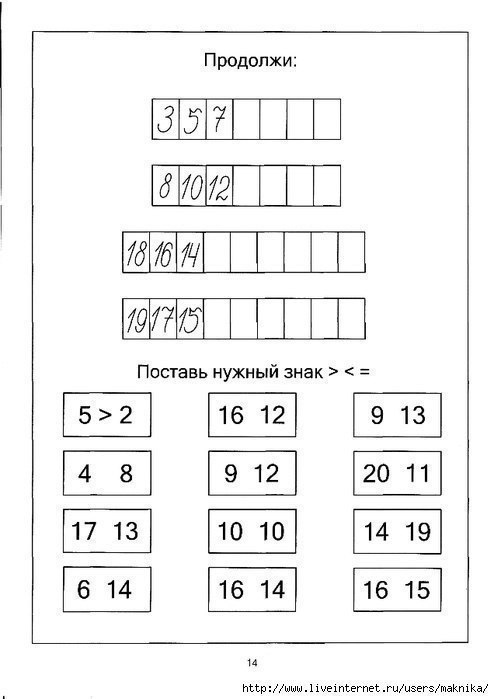 Продолжи:
3 5 7
8 10 12
18 16 14
19 17 15
Поставь нужный знак > < =
5 > 2 16 12 9 13
4 8 9 12 20 11
17 13 10 10 14 19
6 14 16 14 16 15
14
http://www.liveinternet.ru/users/maknika/